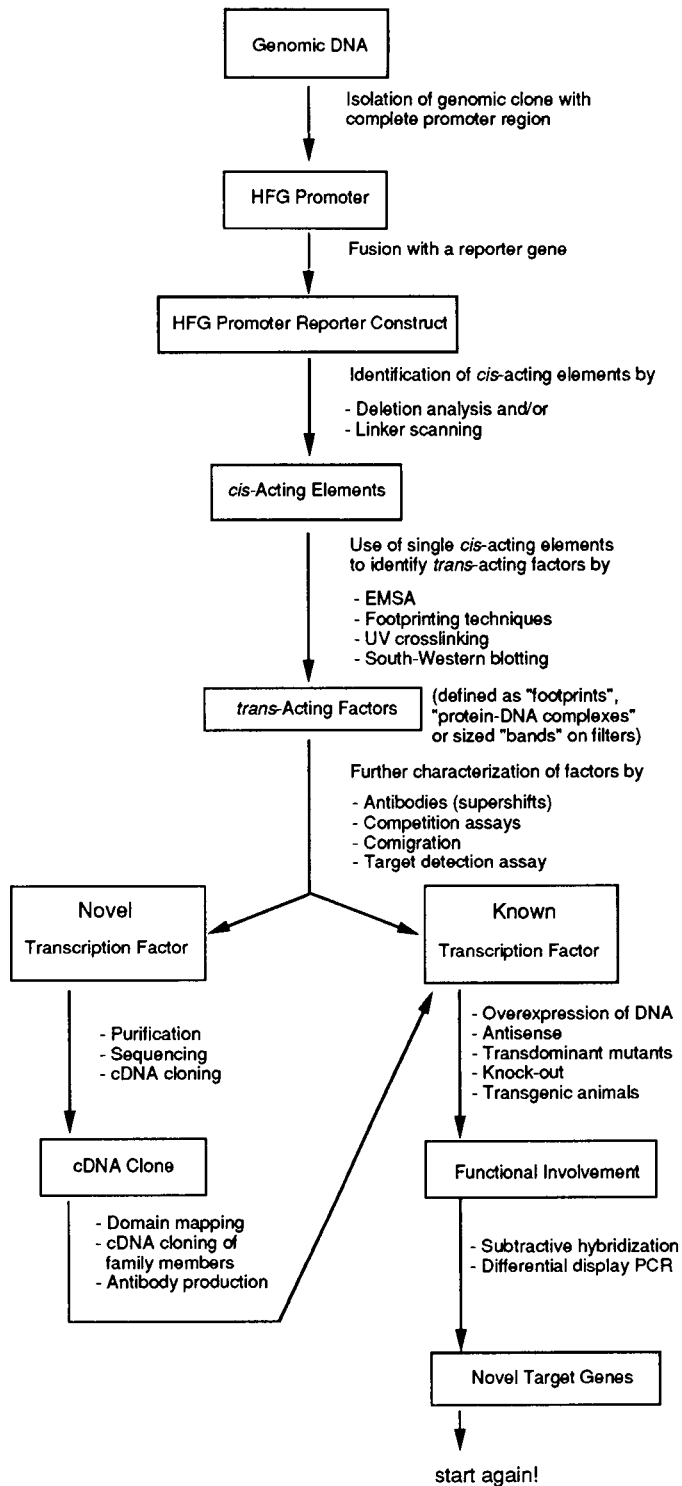 Genomic DNA
Isolation of genomic clone with
complete promoter region
HFG Promoter
Fusion with a reporter gene
HFG Promoter Reporter Construct
Identification of cis-acting elements by
- Deletion analysis and/or
- Linker scanning
cis-Acting Elements
Use of single cis-acting elements
to identify trans-acting factors by
- EMSA
- Footprinting techniques
- UV crosslinking
- South-Western blotting
trans-Acting Factors
(defined as "footprints",
"protein-DNA complexes"
or sized "bands" on filters)
Further characterization of factors by
- Antibodies (supershifts)
- Competition assays
- Comigration
- Target detection assay
Novel
Transcription Factor
Known
Transcription Factor
- Purification
- Sequencing
- cDNA cloning
- Overexpression of DNA
- Antisense
- Transdominant mutants
- Knock-out
- Transgenic animals
cDNA Clone
Functional Involvement
- Domain mapping
- cDNA cloning of
family members
- Antibody production
- Subtractive hybridization
- Differential display PCR
Novel Target Genes
start again!